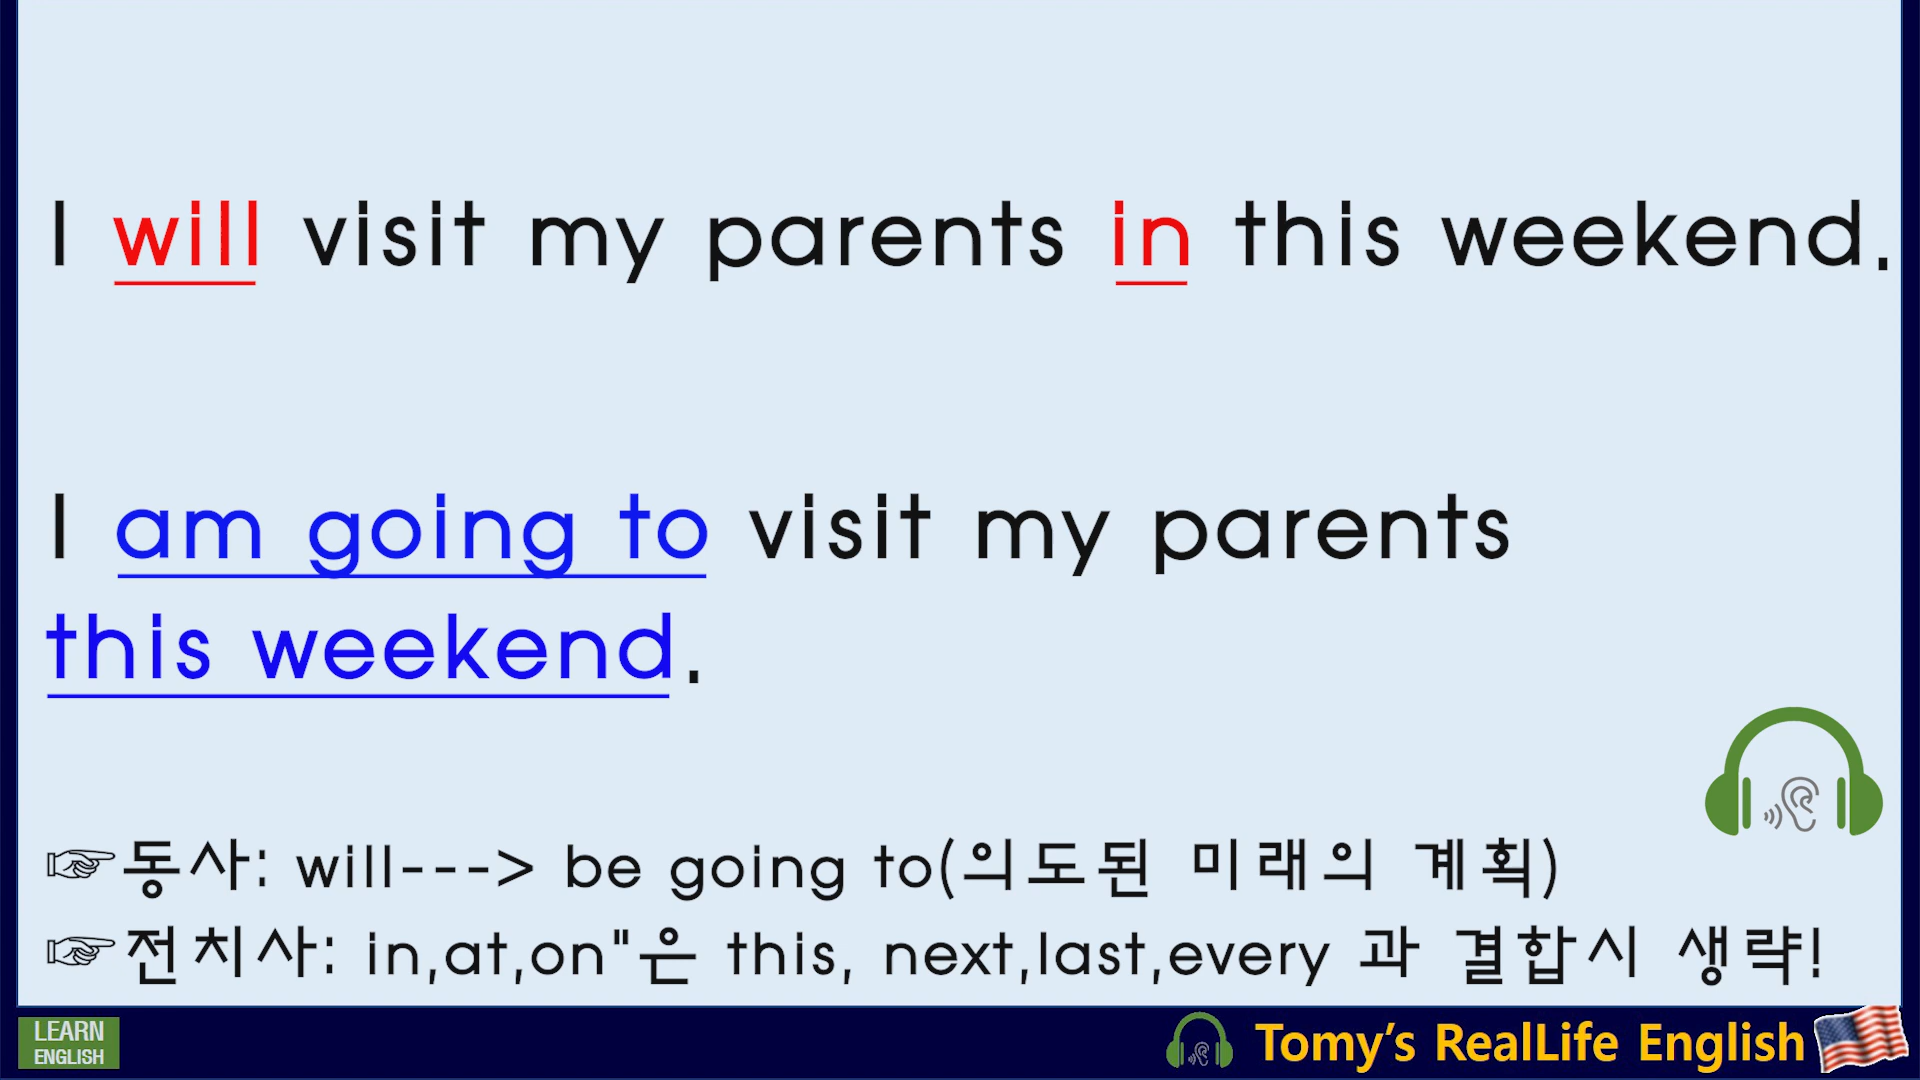 I will visit my parents in this weekend.
I am going to visit my parents
this weekend.
☞동사: will---> be going to(의도된 미래의 계획)
☞전치사: in,at,on"은 this, next,last,every 과 결합시 생략!
LEARN
ENGLISH
Tomy's RealLife English